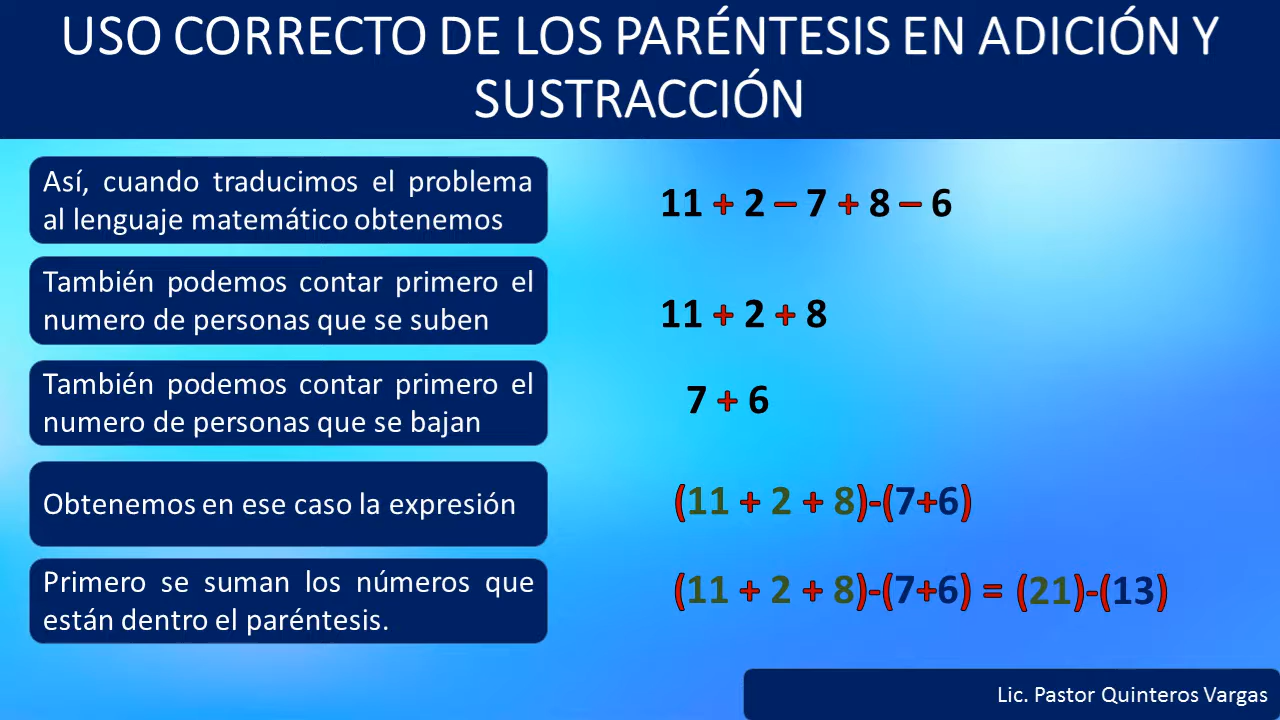 USO CORRECTO DE LOS PARÉNTESIS EN ADICIÓN Y
SUSTRACCIÓN
Así, cuando traducimos el problema
al lenguaje matemático obtenemos
11 + 2 – 7 + 8 – 6
También podemos contar primero el
numero de personas que se suben
11 + 2 + 8
También podemos contar primero el
numero de personas que se bajan
7 + 6
Obtenemos en ese caso la expresión
(11 + 2 + 8)-(7+6)
Primero se suman los números que
están dentro el paréntesis.
(11 + 2 + 8)-(7+6) = (21)-(13)
Lic. Pastor Quinteros Vargas